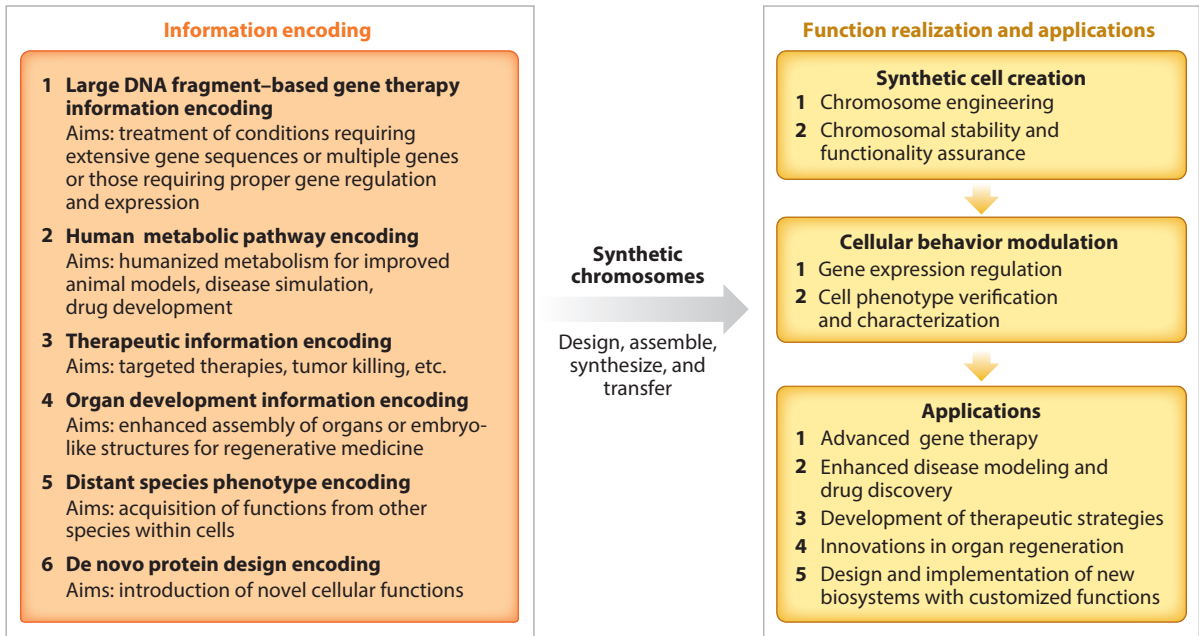 Information encoding
1 Large DNA fragment–based gene therapy
information encoding
Aims: treatment of conditions requiring
extensive gene sequences or multiple genes
or those requiring proper gene regulation
and expression
2 Human metabolic pathway encoding
Aims: humanized metabolism for improved
animal models, disease simulation,
drug development
3 Therapeutic information encoding
Aims: targeted therapies, tumor killing, etc.
4 Organ development information encoding
Aims: enhanced assembly of organs or embryo-
like structures for regenerative medicine
5 Distant species phenotype encoding
Aims: acquisition of functions from other
species within cells
6 De novo protein design encoding
Aims: introduction of novel cellular functions
Synthetic
chromosomes
Design, assemble,
synthesize, and
transfer
Function realization and applications
Synthetic cell creation
1 Chromosome engineering
2 Chromosomal stability and
functionality assurance
Cellular behavior modulation
1 Gene expression regulation
2 Cell phenotype verification
and characterization
Applications
1 Advanced gene therapy
2 Enhanced disease modeling and
drug discovery
3 Development of therapeutic strategies
4 Innovations in organ regeneration
5 Design and implementation of new
biosystems with customized functions